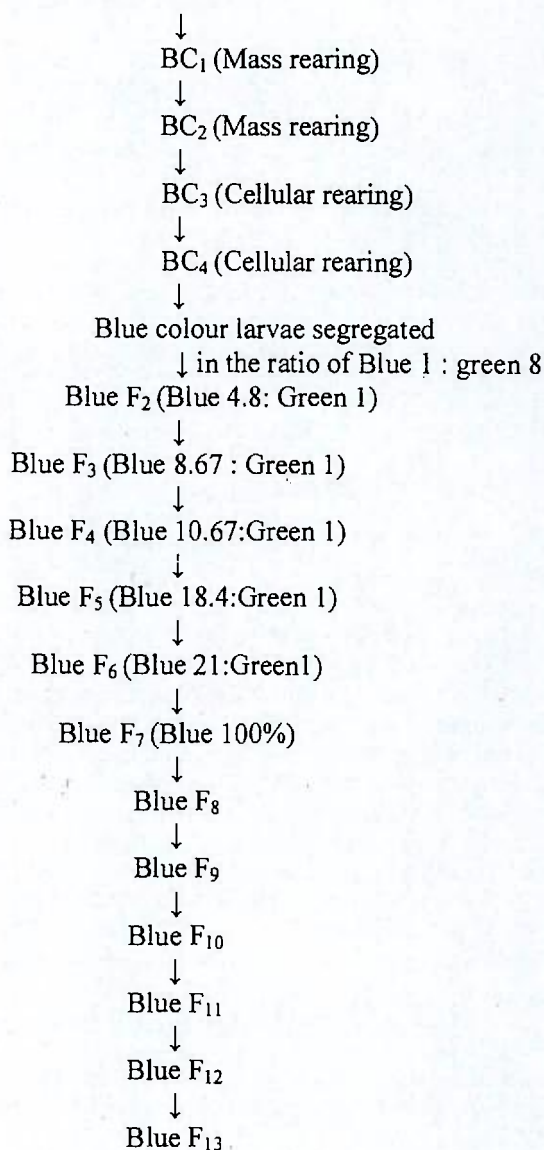 ↓
BC₁ (Mass rearing)
↓
BC₂ (Mass rearing)
↓
BC₃ (Cellular rearing)
↓
BC₄ (Cellular rearing)
↓
Blue colour larvae segregated
↓ in the ratio of Blue 1 : green 8
Blue F₂ (Blue 4.8: Green 1)
↓
Blue F₃ (Blue 8.67 : Green 1)
↓
Blue F₄ (Blue 10.67:Green 1)
↓
Blue F₅ (Blue 18.4:Green 1)
↓
Blue F₆ (Blue 21:Green1)
↓
Blue F₇ (Blue 100%)
↓
Blue F₈
↓
Blue F₉
↓
Blue F₁₀
↓
Blue F₁₁
↓
Blue F₁₂
↓
Blue F₁₃